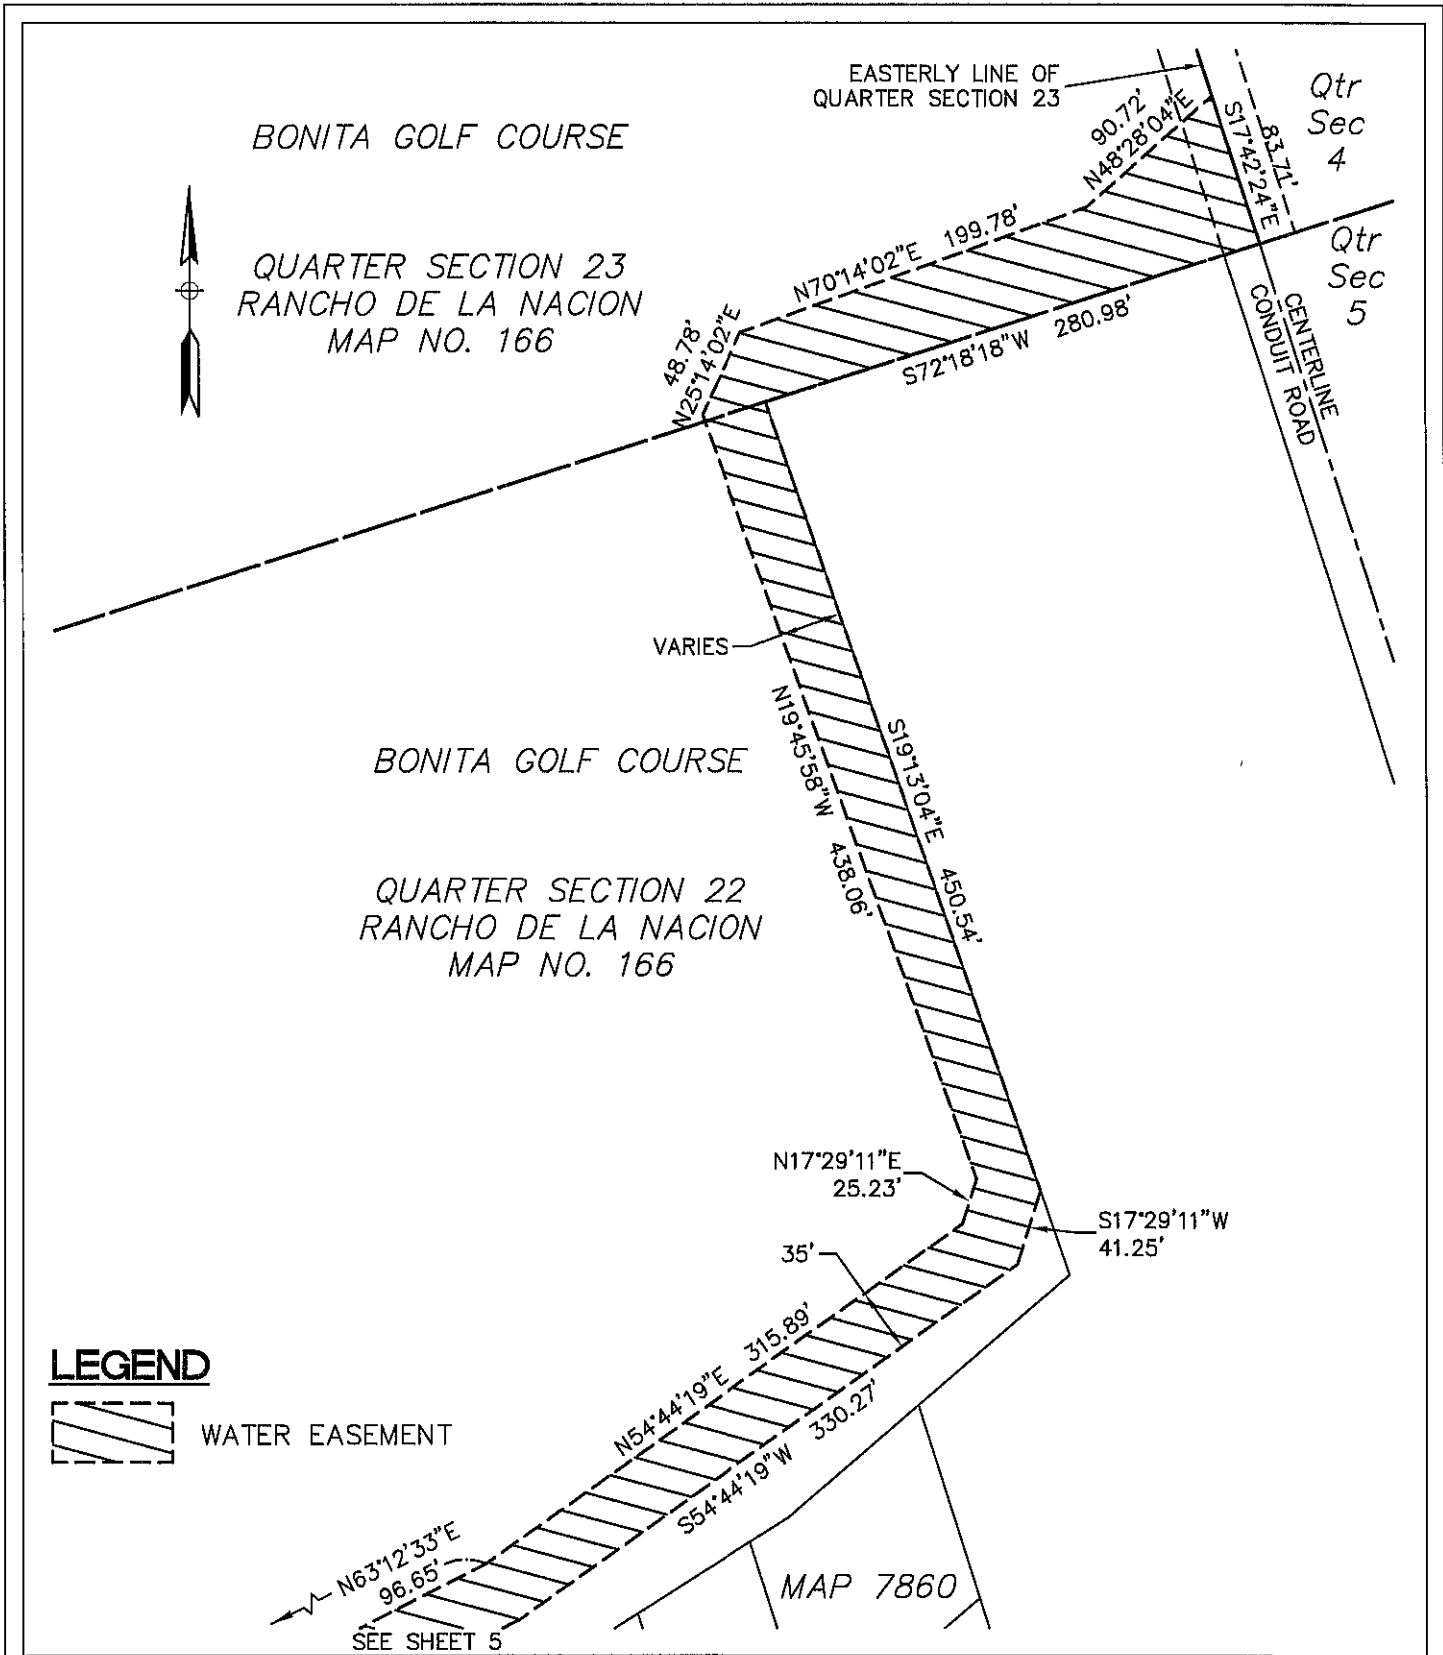 EASTERLY LINE OF
QUARTER SECTION 23
Qtr
Sec
4
BONITA GOLF COURSE
90.72'
N48°28'04"E
83.71'
S17°42'24"E
QUARTER SECTION 23
RANCHO DE LA NACION
MAP NO. 166
N70°14'02"E 199.78'
Qtr
Sec
5
48.78'
N25°14'02"E
S72°18'18"W 280.98'
CENTERLINE
CONDUIT ROAD
VARIES
N19°45'58"W 438.06'
S19°13'04"E 450.54'
BONITA GOLF COURSE
QUARTER SECTION 22
RANCHO DE LA NACION
MAP NO. 166
N17°29'11"E
25.23'
S17°29'11"W
41.25'
35'
N54°44'19"E 315.89'
S54°44'19"W 330.27'
LEGEND
WATER EASEMENT
N63°12'33"E
96.65'
MAP 7860
SEE SHEET 5